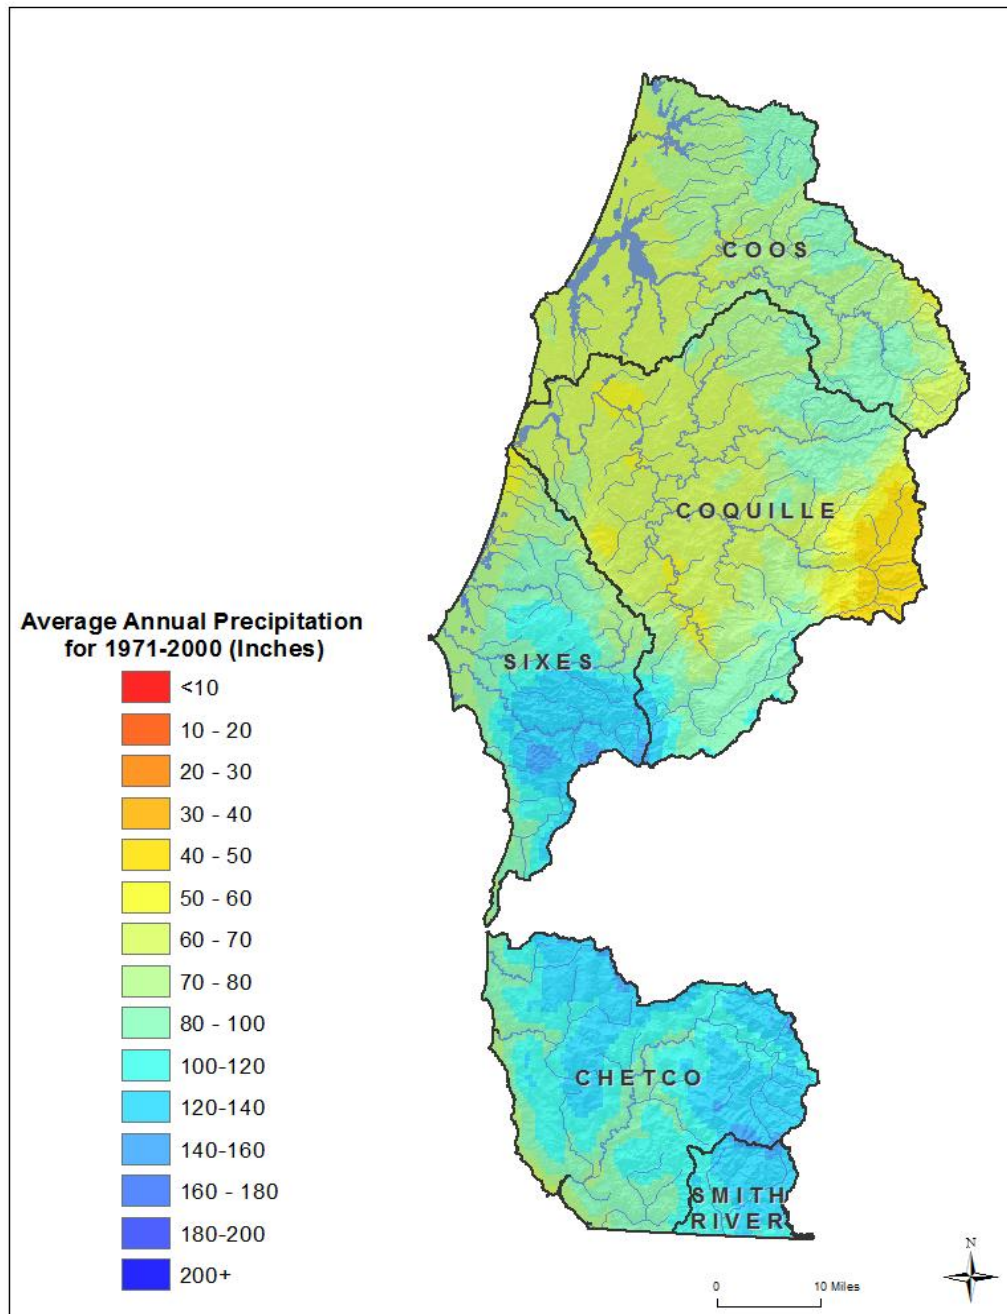 COOS
COQUILLE
SIXES
Average Annual Precipitation
for 1971-2000 (Inches)
<10
10 - 20
20 - 30
30 - 40
40 - 50
50 - 60
60 - 70
70 - 80
80 - 100
100-120
120-140
140-160
160 - 180
180-200
200+
CHETCO
SMITH
RIVER
N
0 10 Miles